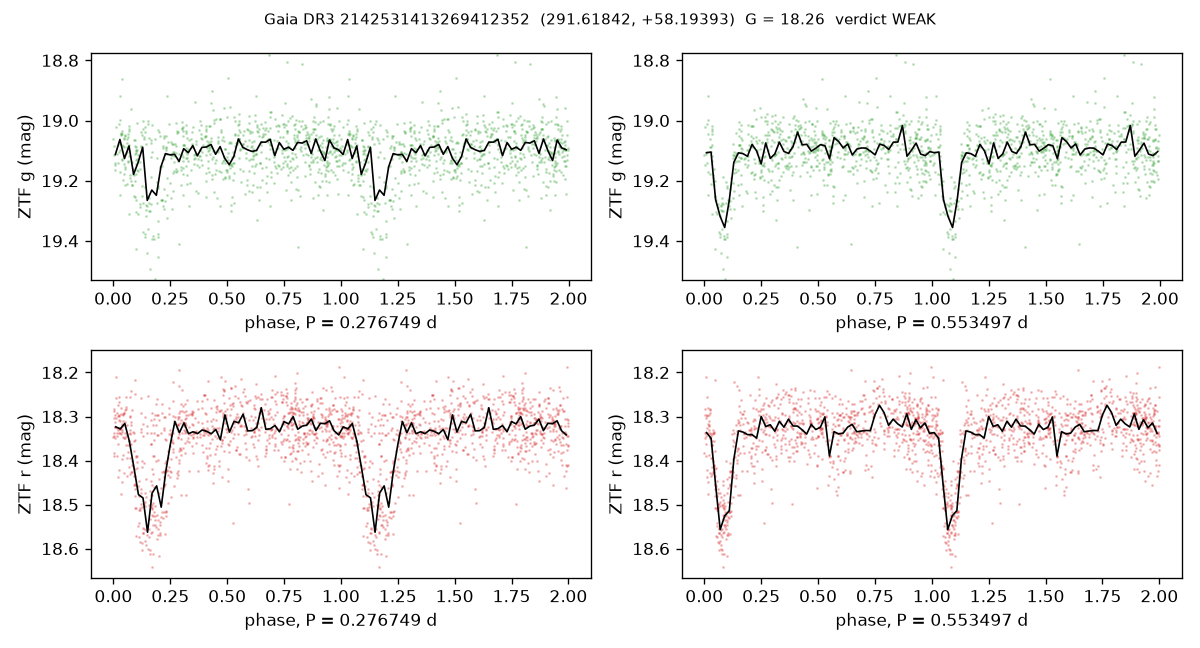 Gaia DR3 2142531413269412352 (291.61842, +58.19393) G = 18.26 verdict WEAK
ZTF g (mag)
18.8
19.0
19.2
19.4
0.00 0.25 0.50 0.75 1.00 1.25 1.50 1.75 2.00
phase, P = 0.276749 d
ZTF g (mag)
18.8
19.0
19.2
19.4
0.00 0.25 0.50 0.75 1.00 1.25 1.50 1.75 2.00
phase, P = 0.553497 d
ZTF r (mag)
18.2
18.3
18.4
18.5
18.6
0.00 0.25 0.50 0.75 1.00 1.25 1.50 1.75 2.00
phase, P = 0.276749 d
ZTF r (mag)
18.2
18.3
18.4
18.5
18.6
0.00 0.25 0.50 0.75 1.00 1.25 1.50 1.75 2.00
phase, P = 0.553497 d